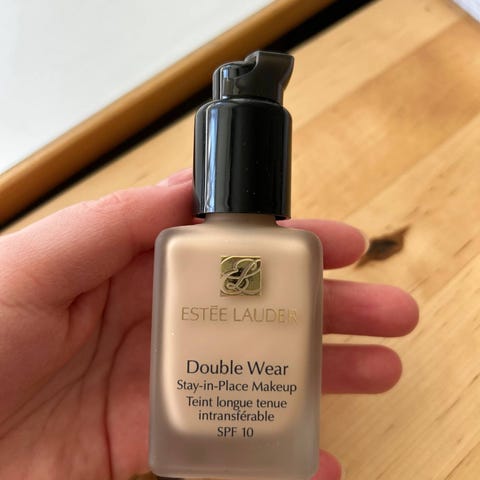 ESTĒE LAUDER
Double Wear
Stay-in-Place Makeup
Teint longue tenue
intransférable
SPF 10